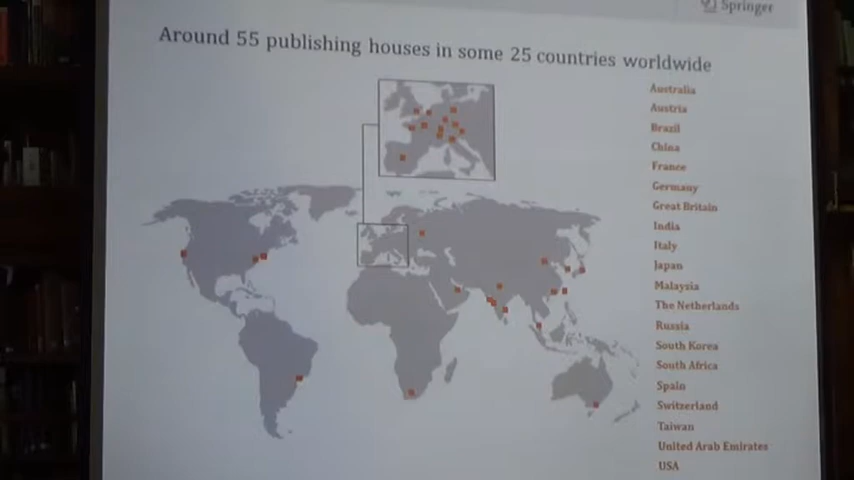 Springer
Around 55 publishing houses in some 25 countries worldwide
Australia
Austria
Brazil
China
France
Germany
Great Britain
India
Italy
Japan
Malaysia
The Netherlands
Russia
South Korea
South Africa
Spain
Switzerland
Taiwan
United Arab Emirates
USA